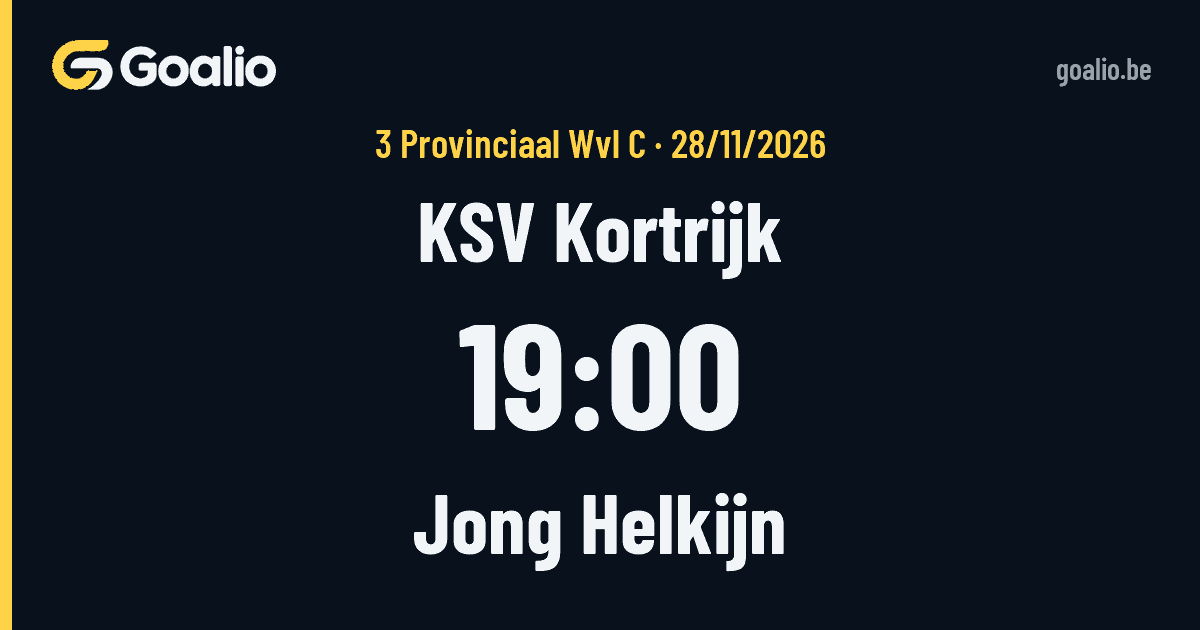 Goalio
goalio.be
3 Provinciaal Wvl C · 28/11/2026
KSV Kortrijk
19:00
Jong Helkijn